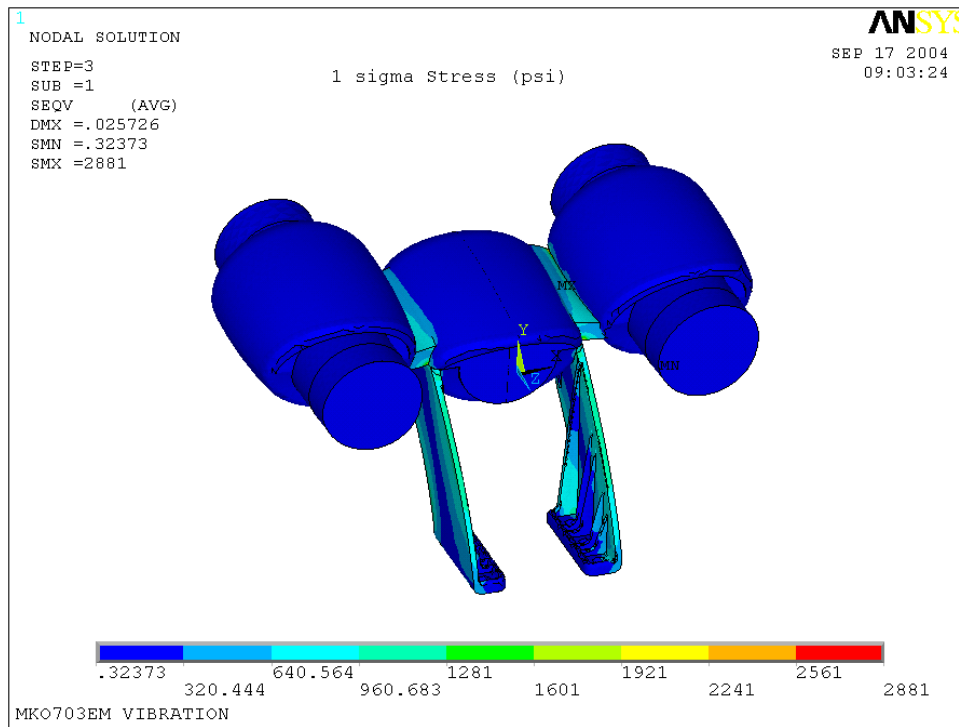 1
ANSYS
NODAL SOLUTION
SEP 17 2004
09:03:24
STEP=3
SUB =1
SEQV (AVG)
DMX =.025726
SMN =.32373
SMX =2881
1 sigma Stress (psi)
MX
Y
X
Z
MN
.32373 640.564 1281 1921 2561
320.444 960.683 1601 2241 2881
MKO703EM VIBRATION